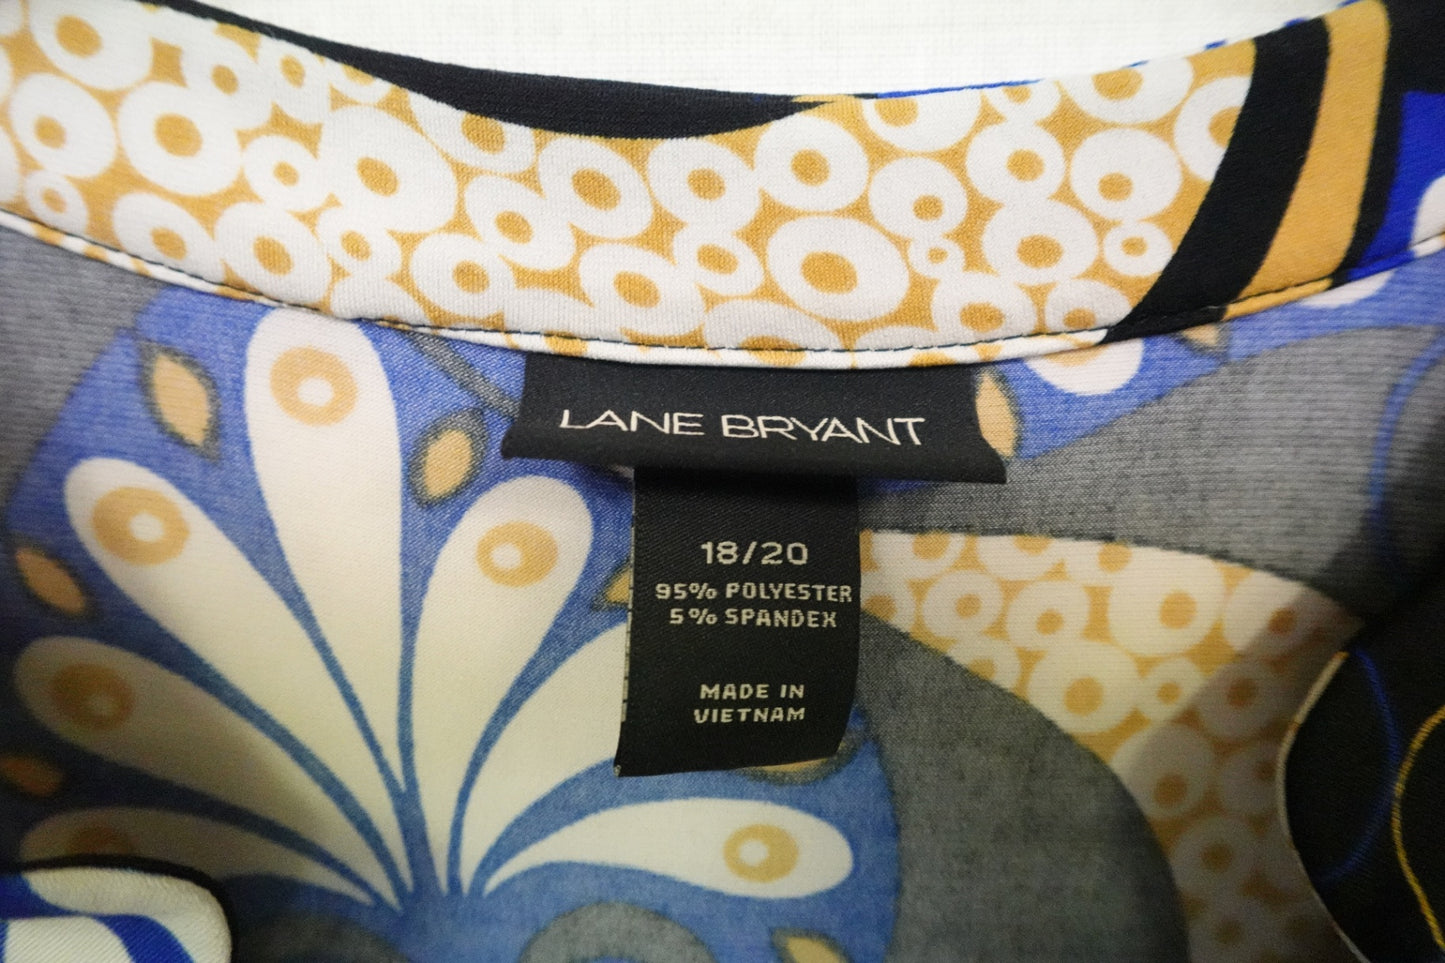 LANE BRYANT
18/20
95% POLYESTER
5% SPANDEX
MADE IN
VIETNAM